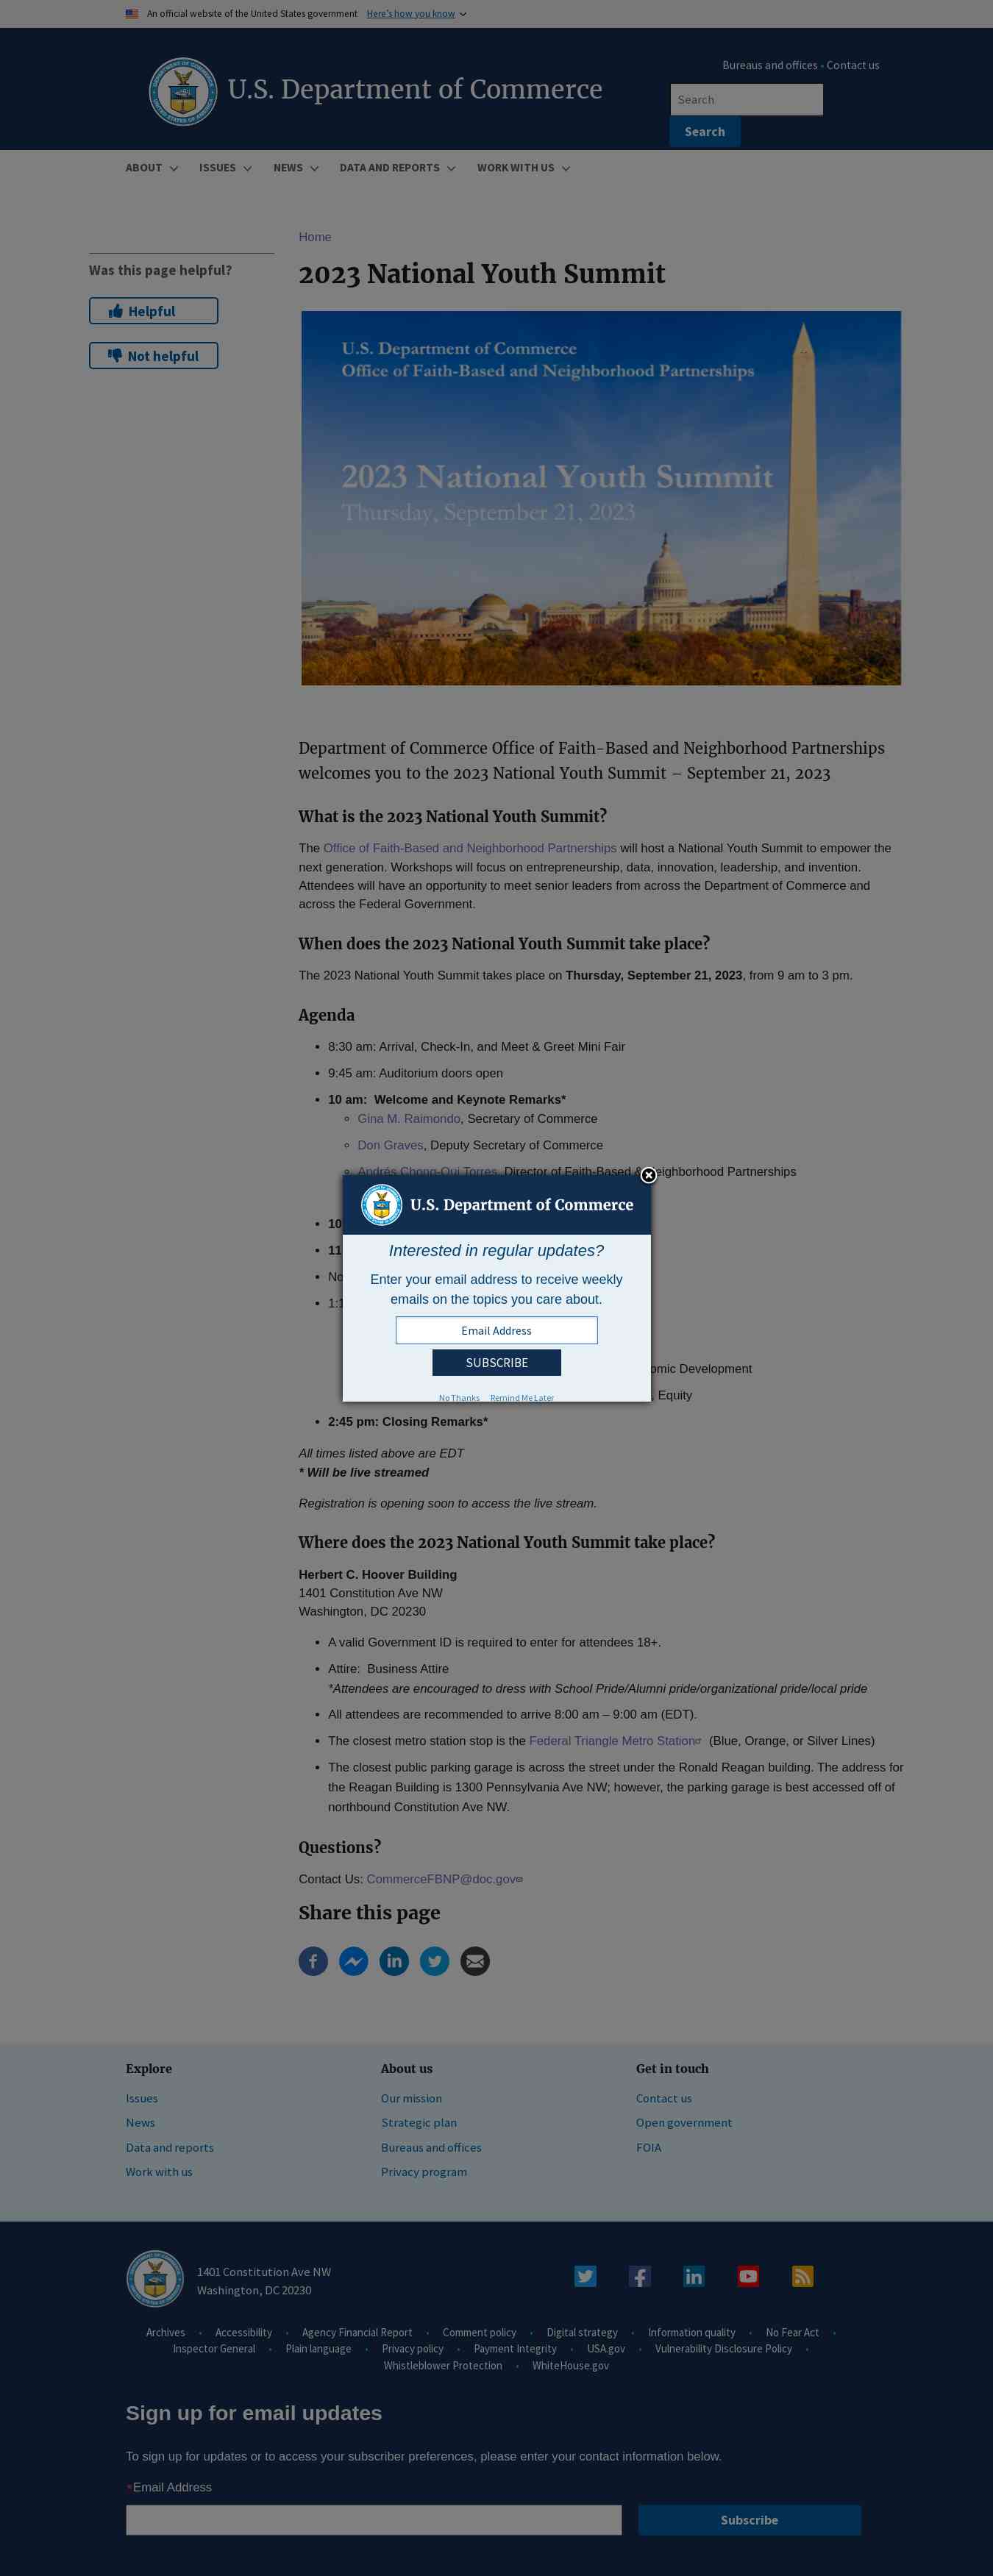 An official website of the United States government Here's how you know
U.S. Department of Commerce
Bureaus and offices - Contact us
Search
Search
ABOUT ISSUES NEWS DATA AND REPORTS WORK WITH US
Was this page helpful?
Helpful
Not helpful
Home
2023 National Youth Summit
U.S. Department of Commerce
Office of Faith-Based and Neighborhood Partnerships
2023 National Youth Summit
Thursday, September 21, 2023
Department of Commerce Office of Faith-Based and Neighborhood Partnerships
welcomes you to the 2023 National Youth Summit – September 21, 2023
What is the 2023 National Youth Summit?
The Office of Faith-Based and Neighborhood Partnerships will host a National Youth Summit to empower the
next generation. Workshops will focus on entrepreneurship, data, innovation, leadership, and invention.
Attendees will have an opportunity to meet senior leaders from across the Department of Commerce and
across the Federal Government.
When does the 2023 National Youth Summit take place?
The 2023 National Youth Summit takes place on Thursday, September 21, 2023, from 9 am to 3 pm.
Agenda
8:30 am: Arrival, Check-In, and Meet & Greet Mini Fair
9:45 am: Auditorium doors open
10 am: Welcome and Keynote Remarks*
Gina M. Raimondo, Secretary of Commerce
Don Graves, Deputy Secretary of Commerce
Andrés Chong-Qui Torres, Director of Faith-Based & Neighborhood Partnerships
10
11
No
1:1
omic Development
, Equity
2:45 pm: Closing Remarks*
U.S. Department of Commerce
Interested in regular updates?
Enter your email address to receive weekly
emails on the topics you care about.
Email Address
SUBSCRIBE
No Thanks Remind Me Later
All times listed above are EDT
* Will be live streamed
Registration is opening soon to access the live stream.
Where does the 2023 National Youth Summit take place?
Herbert C. Hoover Building
1401 Constitution Ave NW
Washington, DC 20230
A valid Government ID is required to enter for attendees 18+.
Attire: Business Attire
*Attendees are encouraged to dress with School Pride/Alumni pride/organizational pride/local pride
All attendees are recommended to arrive 8:00 am – 9:00 am (EDT).
The closest metro station stop is the Federal Triangle Metro Station (Blue, Orange, or Silver Lines)
The closest public parking garage is across the street under the Ronald Reagan building. The address for
the Reagan Building is 1300 Pennsylvania Ave NW; however, the parking garage is best accessed off of
northbound Constitution Ave NW.
Questions?
Contact Us: CommerceFBNP@doc.gov
Share this page
Explore
Issues
News
Data and reports
Work with us
About us
Our mission
Strategic plan
Bureaus and offices
Privacy program
Get in touch
Contact us
Open government
FOIA
1401 Constitution Ave NW
Washington, DC 20230
Archives • Accessibility • Agency Financial Report • Comment policy • Digital strategy • Information quality • No Fear Act •
Inspector General • Plain language • Privacy policy • Payment Integrity • USA.gov • Vulnerability Disclosure Policy •
Whistleblower Protection • WhiteHouse.gov
Sign up for email updates
To sign up for updates or to access your subscriber preferences, please enter your contact information below.
*Email Address
Subscribe